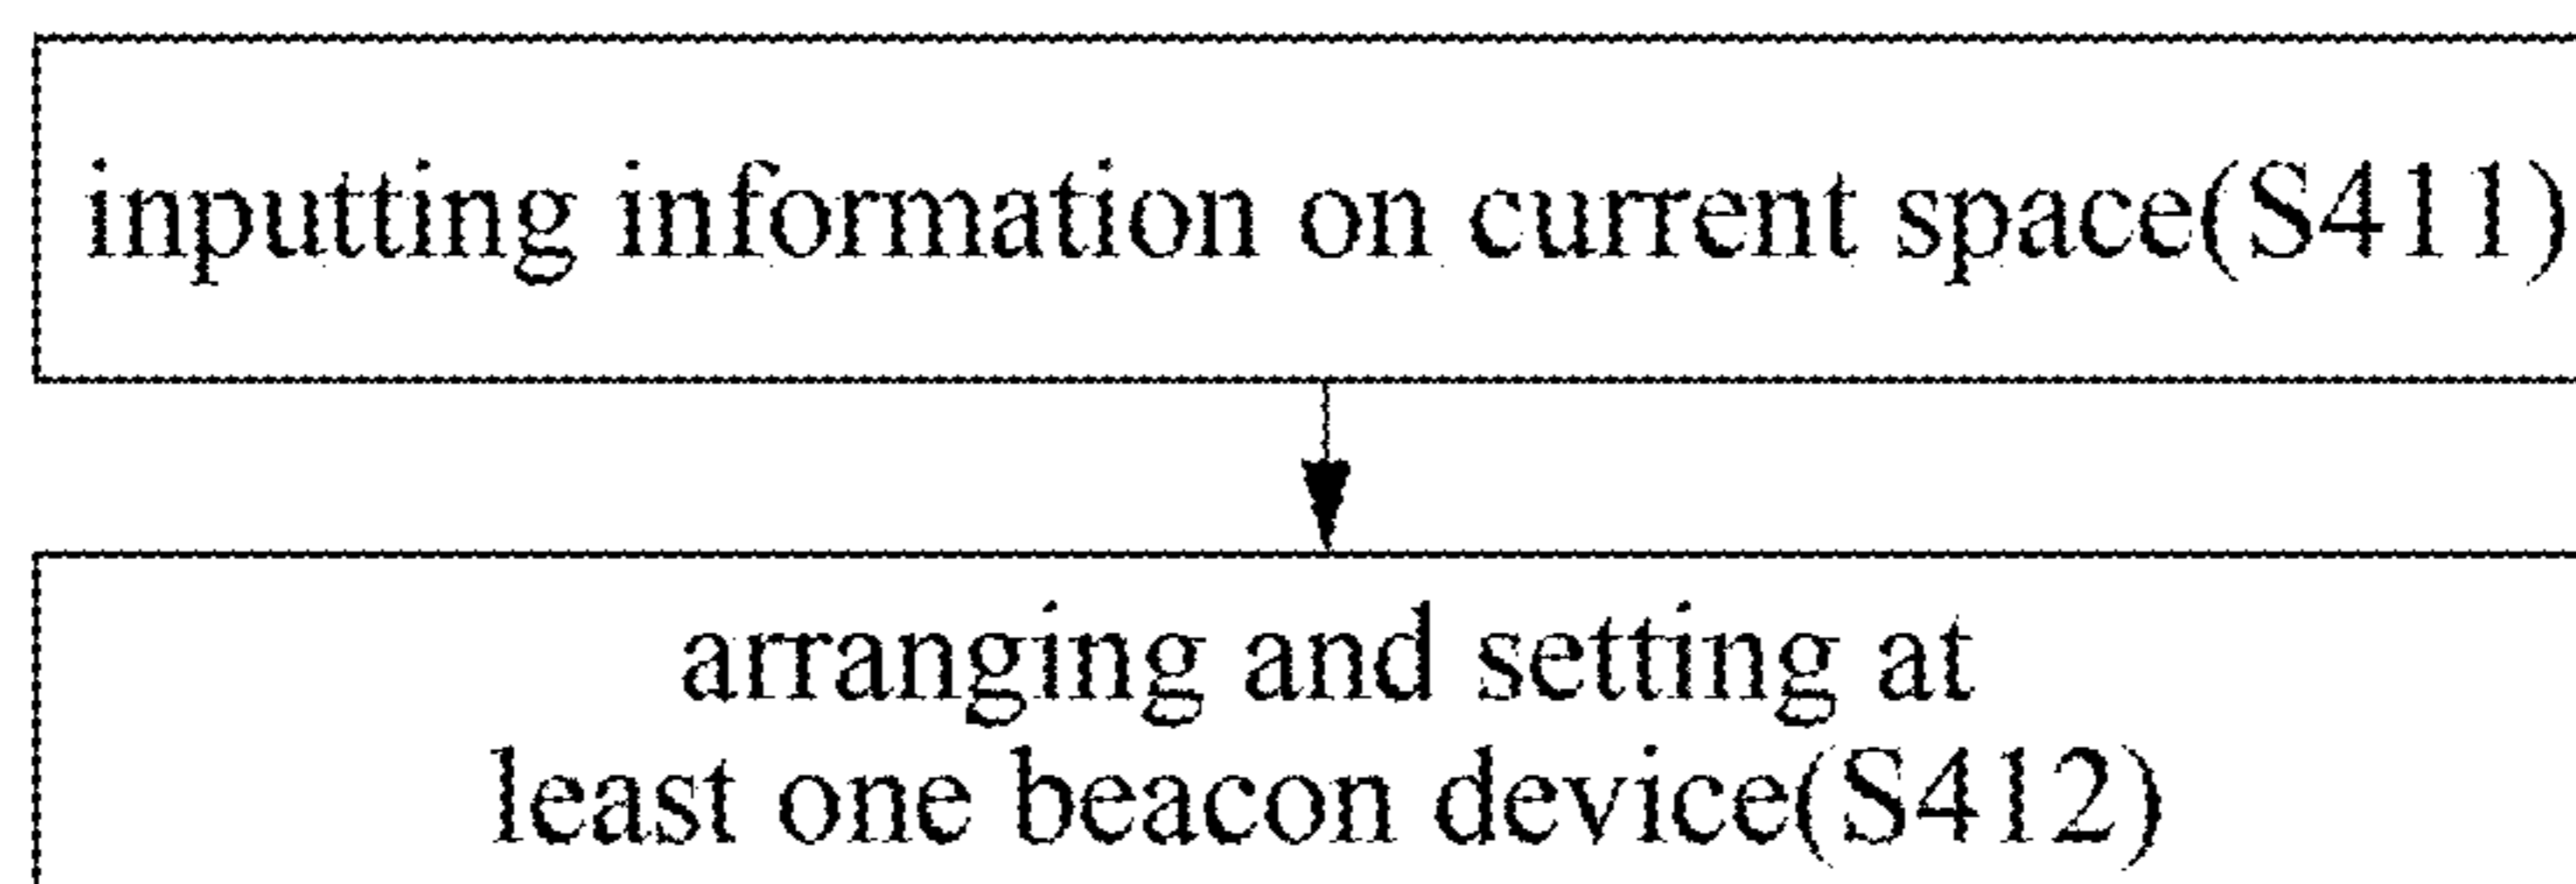 inputting information on current space(S411)
arranging and setting at
least one beacon device(S412)